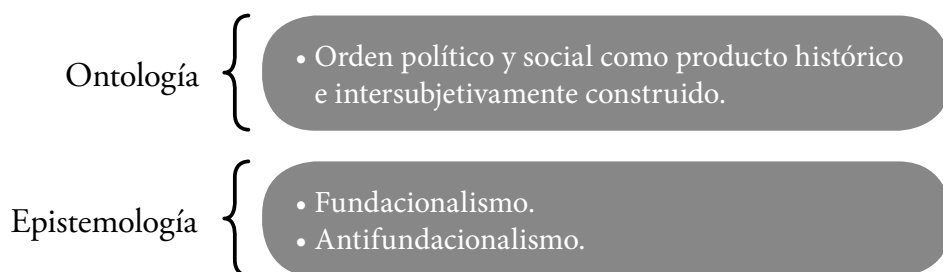 Ontología
• Orden político y social como producto histórico
e intersubjetivamente construido.
Epistemología
• Fundacionalismo.
• Antifundacionalismo.